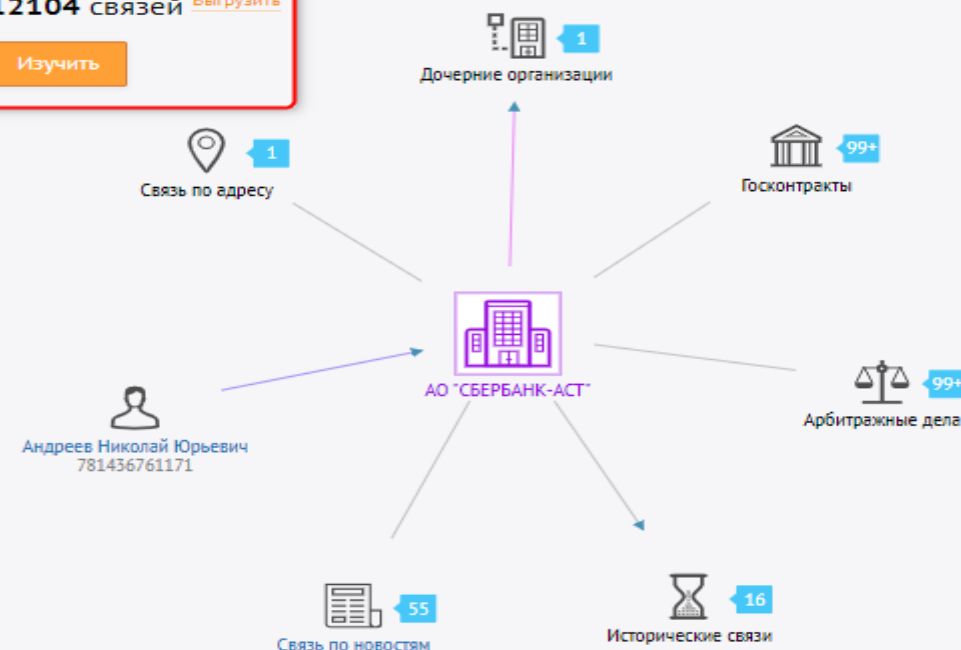 12104 связей Выгрузить
Изучить
1
Дочерние организации
1
Связь по адресу
99+
Госконтракты
АО "СБЕРБАНК-АСТ"
99+
Арбитражные дела
Андреев Николай Юрьевич
781436761171
55
Связь по новостям
16
Исторические связи